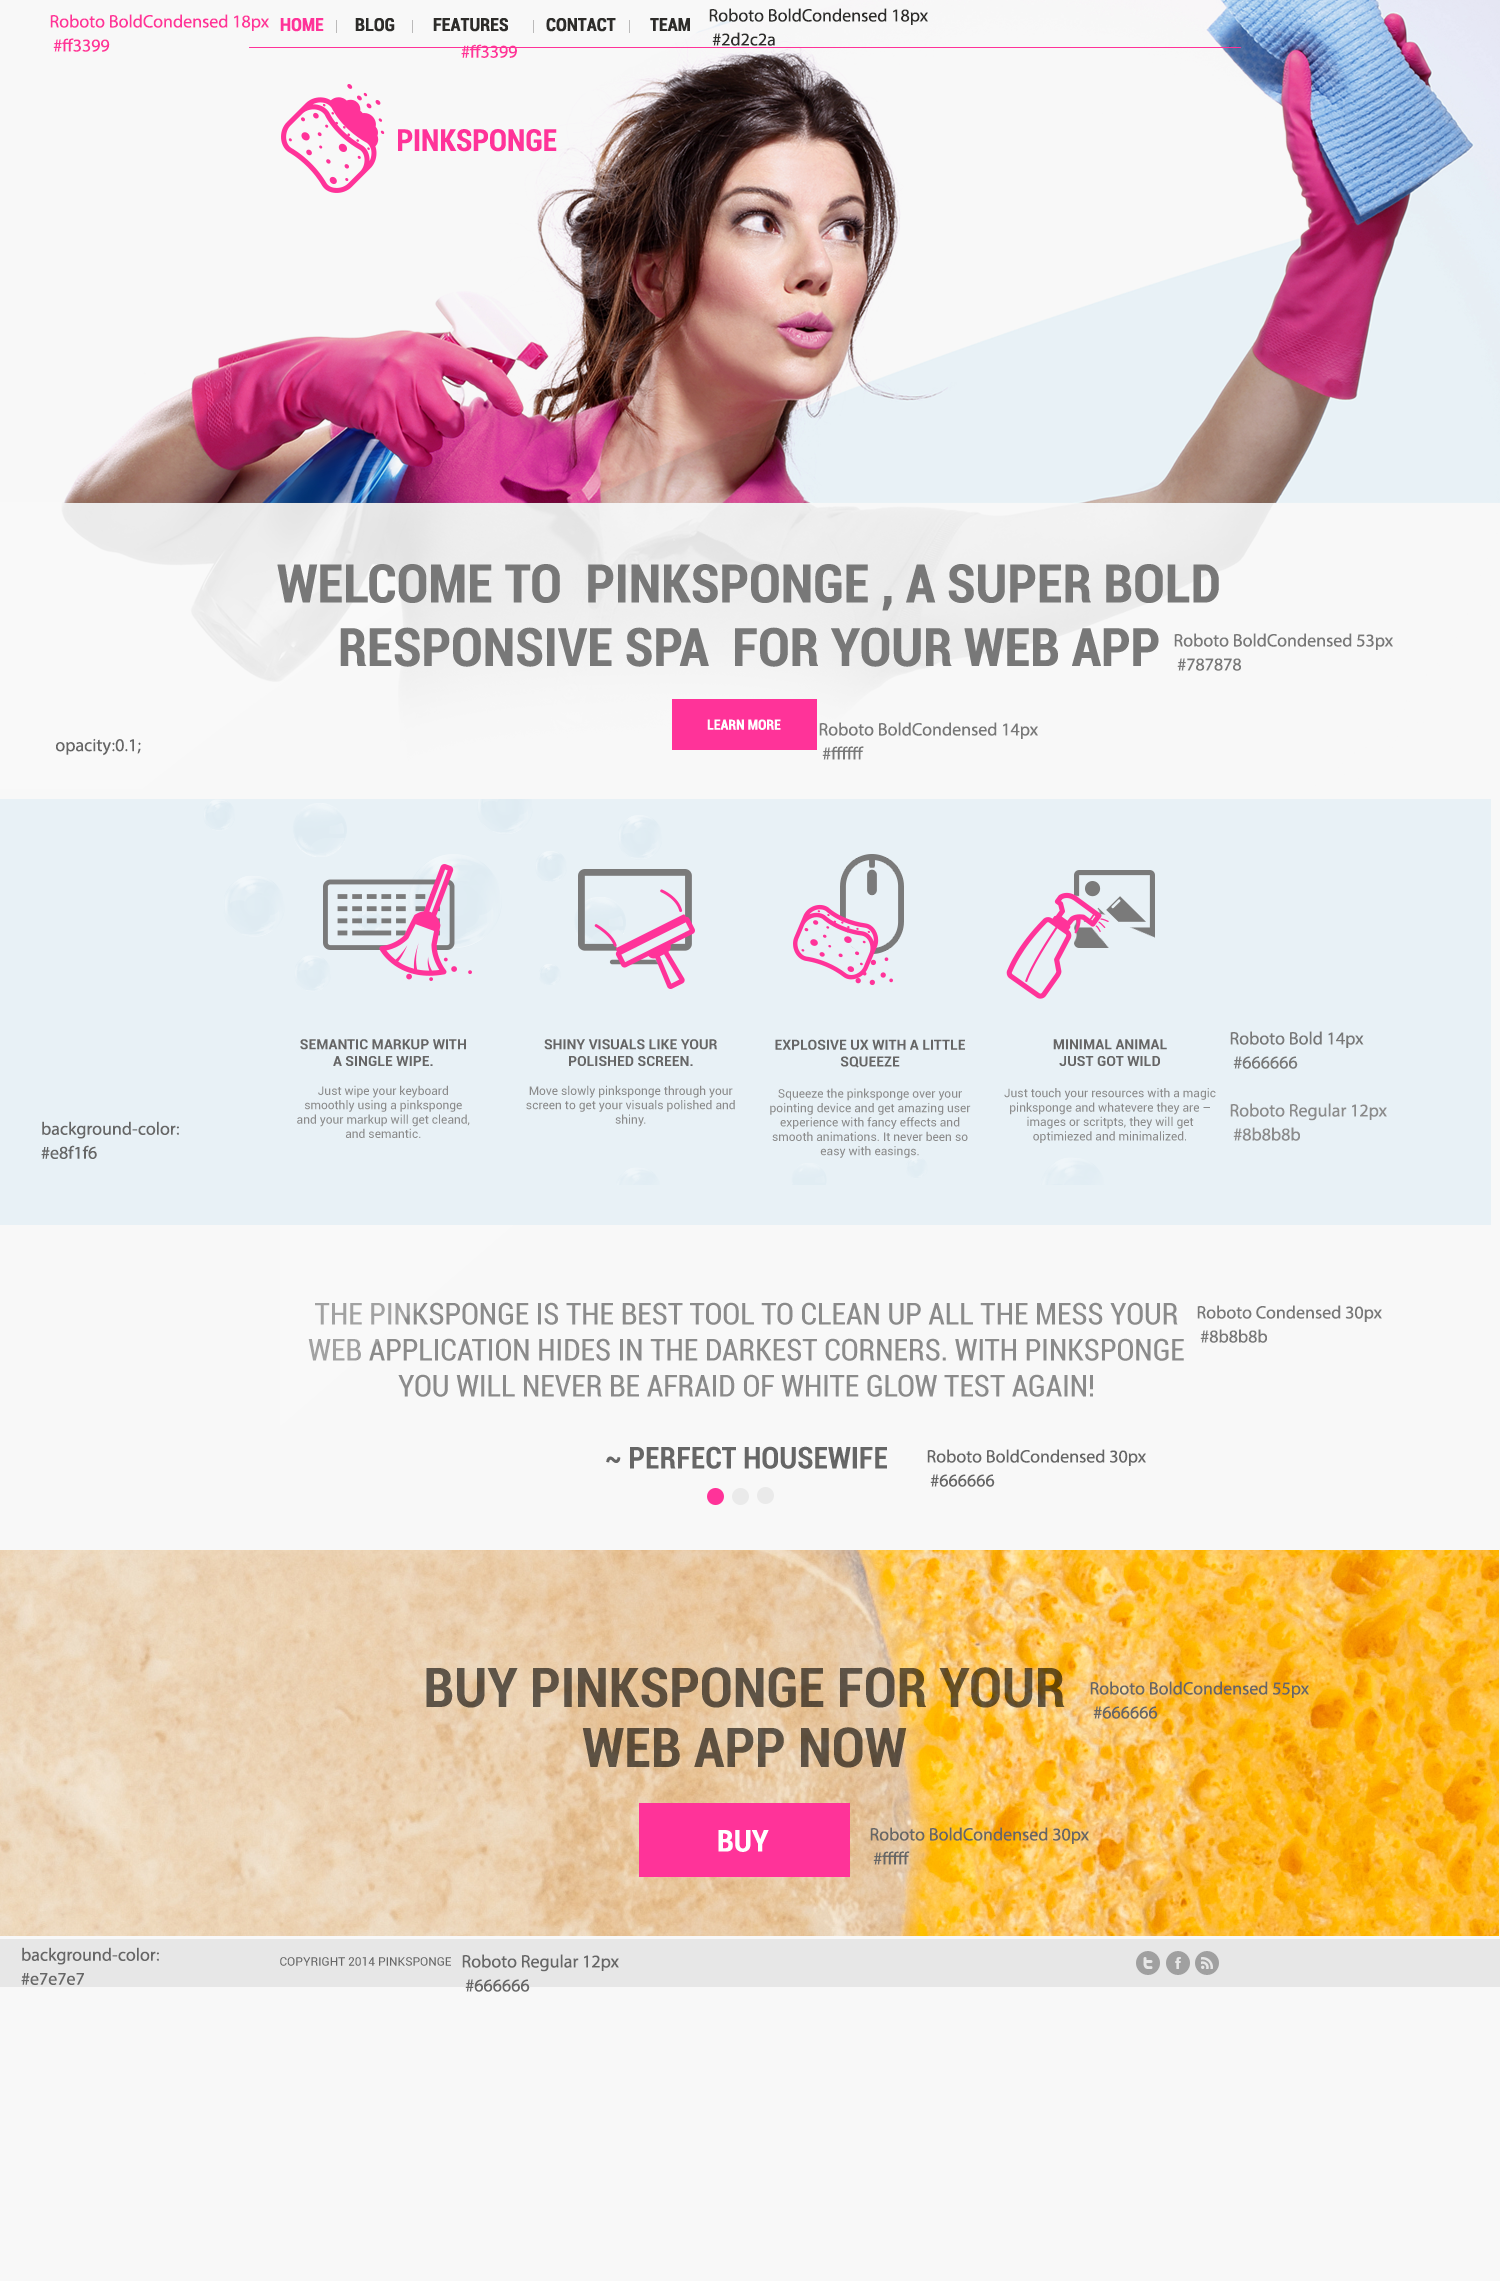 Roboto BoldCondensed 18px
#ff3399
HOME
BLOG
FEATURES
CONTACT
TEAM
#ff3399
Roboto BoldCondensed 18px
#2d2c2a
PINKSPONGE
WELCOME TO PINKSPONGE , A SUPER BOLD
RESPONSIVE SPA FOR YOUR WEB APP
Roboto BoldCondensed 53px
#787878
LEARN MORE
Roboto BoldCondensed 14px
#ffffff
opacity:0.1;
SEMANTIC MARKUP WITH
A SINGLE WIPE.
Just wipe your keyboard
smoothly using a pinksponge
and your markup will get cleand,
and semantic.
SHINY VISUALS LIKE YOUR
POLISHED SCREEN.
Move slowly pinksponge through your
screen to get your visuals polished and
shiny.
EXPLOSIVE UX WITH A LITTLE
SQUEEZE
Squeeze the pinksponge over your
pointing device and get amazing user
experience with fancy effects and
smooth animations. It never been so
easy with easings.
MINIMAL ANIMAL
JUST GOT WILD
Just touch your resources with a magic
pinksponge and whatevere they are –
images or scritpts, they will get
optimiezed and minimalized.
Roboto Bold 14px
#666666
Roboto Regular 12px
#8b8b8b
background-color:
#e8f1f6
THE PINKSPONGE IS THE BEST TOOL TO CLEAN UP ALL THE MESS YOUR
WEB APPLICATION HIDES IN THE DARKEST CORNERS. WITH PINKSPONGE
YOU WILL NEVER BE AFRAID OF WHITE GLOW TEST AGAIN!
Roboto Condensed 30px
#8b8b8b
~ PERFECT HOUSEWIFE
Roboto BoldCondensed 30px
#666666
BUY PINKSPONGE FOR YOUR
WEB APP NOW
Roboto BoldCondensed 55px
#666666
BUY
Roboto BoldCondensed 30px
#fffff
background-color:
#e7e7e7
COPYRIGHT 2014 PINKSPONGE
Roboto Regular 12px
#666666